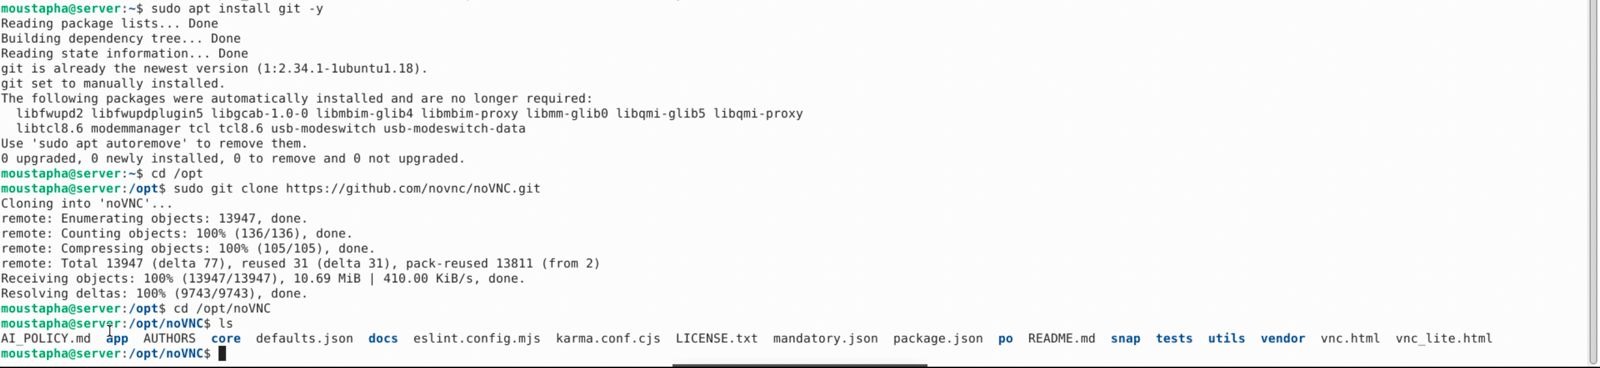 moustapha@server:~$ sudo apt install git -y
Reading package lists... Done
Building dependency tree... Done
Reading state information... Done
git is already the newest version (1:2.34.1-1ubuntu1.18).
git set to manually installed.
The following packages were automatically installed and are no longer required:
  libfwupd2 libfwupdplugin5 libgcab-1.0-0 libmbim-glib4 libmbim-proxy libmm-glib0 libqmi-glib5 libqmi-proxy
  libtcl8.6 modemmanager tcl tcl8.6 usb-modeswitch usb-modeswitch-data
Use 'sudo apt autoremove' to remove them.
0 upgraded, 0 newly installed, 0 to remove and 0 not upgraded.
moustapha@server:~$ cd /opt
moustapha@server:/opt$ sudo git clone https://github.com/novnc/noVNC.git
Cloning into 'noVNC'...
remote: Enumerating objects: 13947, done.
remote: Counting objects: 100% (136/136), done.
remote: Compressing objects: 100% (105/105), done.
remote: Total 13947 (delta 77), reused 31 (delta 31), pack-reused 13811 (from 2)
Receiving objects: 100% (13947/13947), 10.69 MiB | 410.00 KiB/s, done.
Resolving deltas: 100% (9743/9743), done.
moustapha@server:/opt$ cd /opt/noVNC
moustapha@server:/opt/noVNC$ ls
AI_POLICY.md  app  AUTHORS  core  defaults.json  docs  eslint.config.mjs  karma.conf.cjs  LICENSE.txt  mandatory.json  package.json  po  README.md  snap  tests  utils  vendor  vnc.html  vnc_lite.html
moustapha@server:/opt/noVNC$